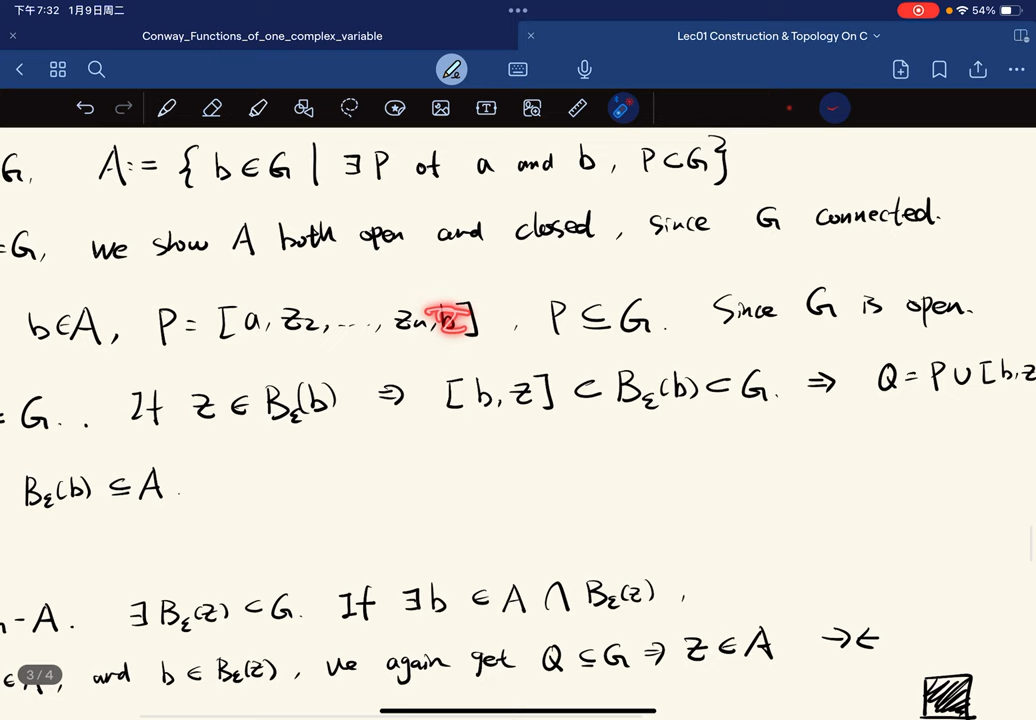 下午7:32 1月9日周二
54%
Conway_Functions_of_one_complex_variable
Lec01 Construction & Topology On C
G, A := { b ∈ G | ∃ P of a and b, P ⊂ G }
= G, we show A both open and closed, since G connected.
b ∈ A, P = [a, z₂, ..., zₙ, b], P ⊆ G. Since G is open.
= G.. If z ∈ B_ε(b) ⇒ [b, z] ⊂ B_ε(b) ⊂ G. ⇒ Q = P ∪ [b, z
B_ε(b) ⊆ A.
- A. ∃ B_ε(z) ⊂ G. If ∃ b ∈ A ∩ B_ε(z),
and b ∈ B_ε(z), we again get Q ⊆ G ⇒ z ∈ A →←
3/4